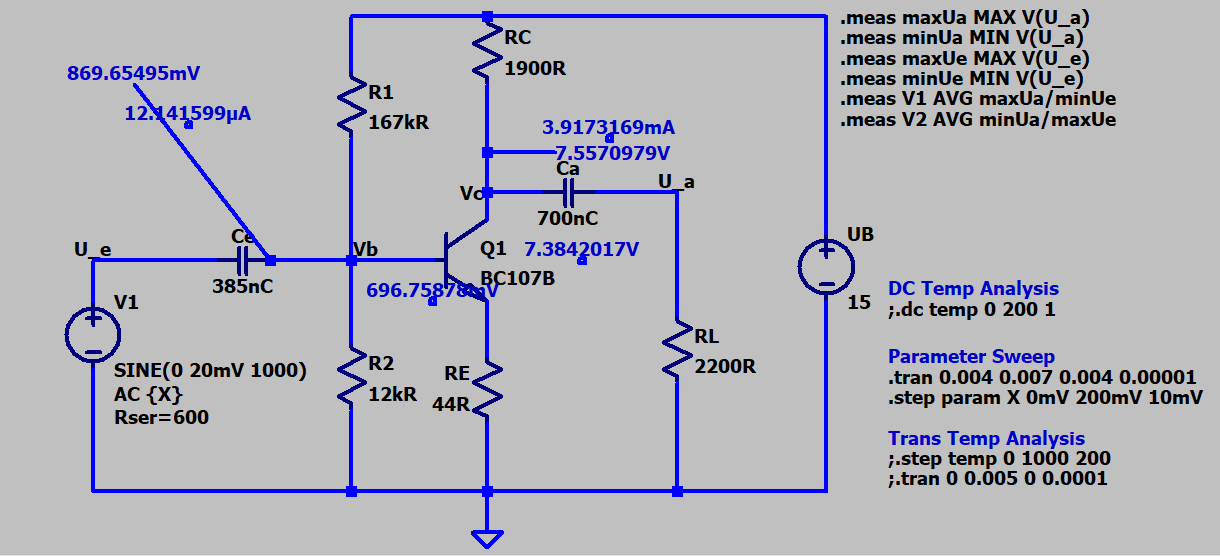 RC
1900R
869.65495mV
R1
167kR
12.141599µA
3.9173169mA
7.5570979V
Ca
700nC
Vc
U_a
U_e
Ce
385nC
Vb
Q1
BC107B
7.3842017V
696.75878mV
V1
SINE(0 20mV 1000)
AC {X}
Rser=600
R2
12kR
RE
44R
RL
2200R
UB
15
.meas maxUa MAX V(U_a)
.meas minUa MIN V(U_a)
.meas maxUe MAX V(U_e)
.meas minUe MIN V(U_e)
.meas V1 AVG maxUa/minUe
.meas V2 AVG minUa/maxUe
DC Temp Analysis
;.dc temp 0 200 1
Parameter Sweep
.tran 0.004 0.007 0.004 0.00001
.step param X 0mV 200mV 10mV
Trans Temp Analysis
;.step temp 0 1000 200
;.tran 0 0.005 0 0.0001